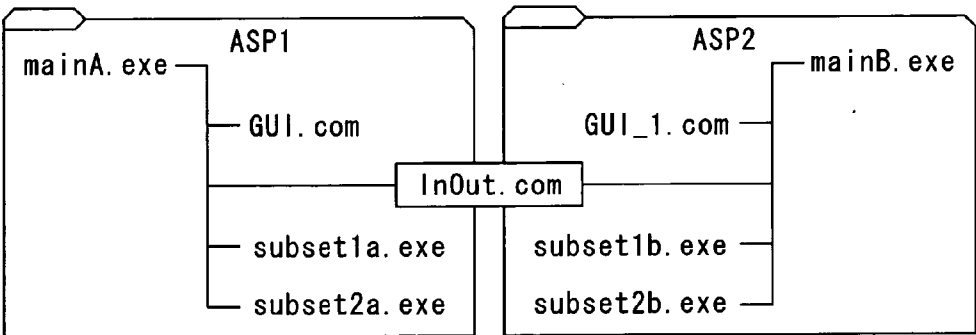 ASP1
mainA.exe
GUI.com
InOut.com
subset1a.exe
subset2a.exe
ASP2
mainB.exe
GUI_1.com
subset1b.exe
subset2b.exe